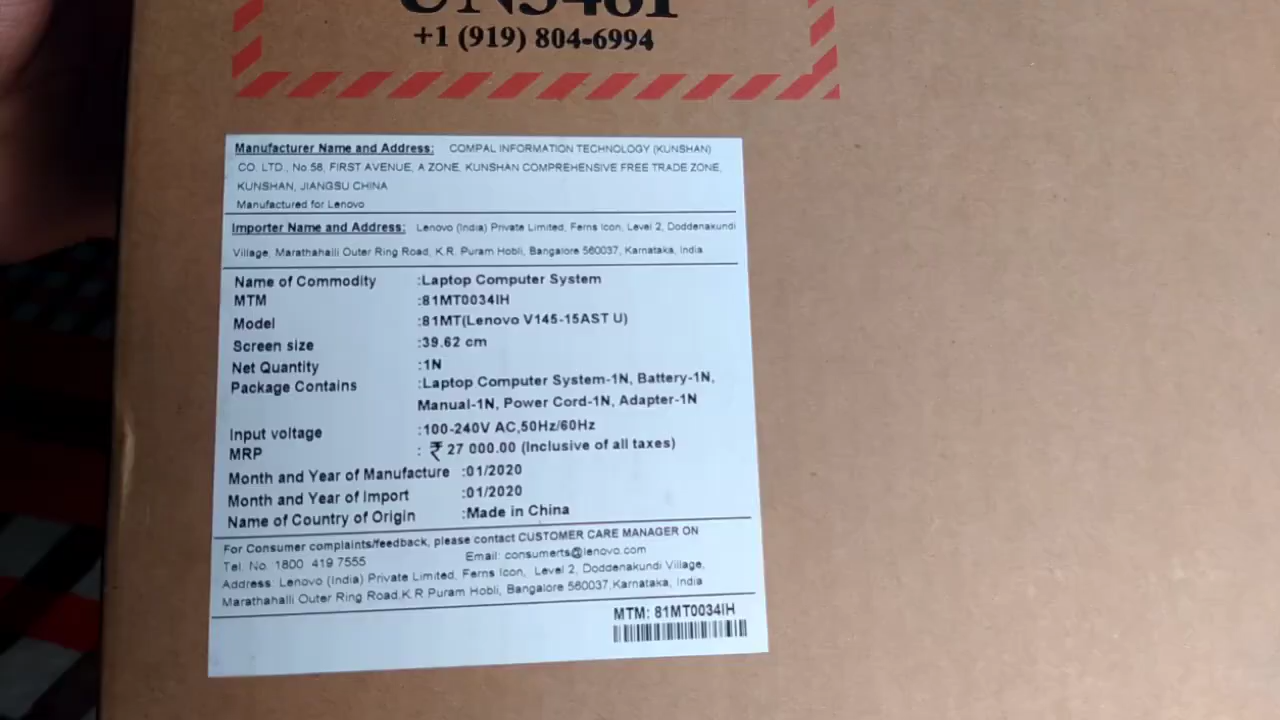 UN3481
+1 (919) 804-6994
Manufacturer Name and Address: COMPAL INFORMATION TECHNOLOGY (KUNSHAN)
CO. LTD., No 58, FIRST AVENUE, A ZONE, KUNSHAN COMPREHENSIVE FREE TRADE ZONE,
KUNSHAN, JIANGSU CHINA
Manufactured for Lenovo
Importer Name and Address: Lenovo (India) Private Limited, Ferns Icon, Level 2, Doddenakundi
Village, Marathahalli Outer Ring Road, K.R. Puram Hobli, Bangalore 560037, Karnataka, India
Name of Commodity :Laptop Computer System
MTM :81MT0034IH
Model :81MT(Lenovo V145-15AST U)
Screen size :39.62 cm
Net Quantity :1N
Package Contains :Laptop Computer System-1N, Battery-1N,
Manual-1N, Power Cord-1N, Adapter-1N
Input voltage :100-240V AC,50Hz/60Hz
MRP : ₹ 27 000.00 (Inclusive of all taxes)
Month and Year of Manufacture :01/2020
Month and Year of Import :01/2020
Name of Country of Origin :Made in China
For Consumer complaints/feedback, please contact CUSTOMER CARE MANAGER ON
Tel. No. 1800 419 7555 Email: consumerts@lenovo.com
Address: Lenovo (India) Private Limited, Ferns Icon, Level 2, Doddenakundi Village,
Marathahalli Outer Ring Road,K.R Puram Hobli, Bangalore 560037,Karnataka, India
MTM: 81MT0034IH